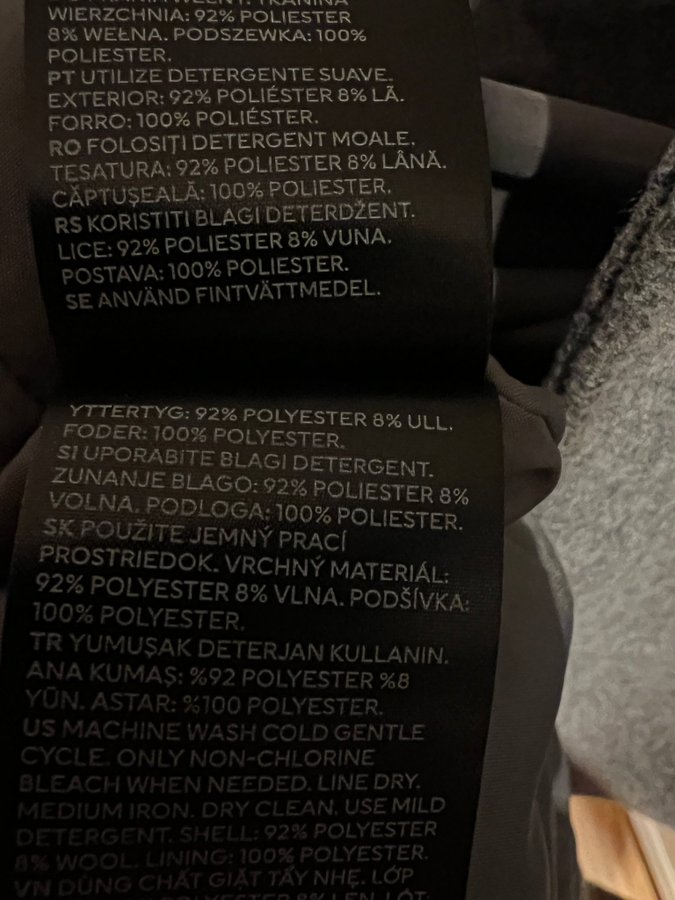 WIERZCHNIA: 92% POLIESTER
8% WEŁNA. PODSZEWKA: 100%
POLIESTER.
PT UTILIZE DETERGENTE SUAVE.
EXTERIOR: 92% POLIÉSTER 8% LÃ.
FORRO: 100% POLIÉSTER.
RO FOLOSIȚI DETERGENT MOALE.
ȚESATURA: 92% POLIESTER 8% LÂNĂ.
CĂPTUȘEALĂ: 100% POLIESTER.
RS KORISTITI BLAGI DETERDŽENT.
LICE: 92% POLIESTER 8% VUNA.
POSTAVA: 100% POLIESTER.
SE ANVÄND FINTVÄTTMEDEL.
YTTERTYG: 92% POLYESTER 8% ULL.
FODER: 100% POLYESTER.
SI UPORABITE BLAGI DETERGENT.
ZUNANJE BLAGO: 92% POLIESTER 8%
VOLNA. PODLOGA: 100% POLIESTER.
SK POUŽITE JEMNÝ PRACÍ
PROSTRIEDOK. VRCHNÝ MATERIÁL:
92% POLYESTER 8% VLNA. PODŠÍVKA:
100% POLYESTER.
TR YUMUŞAK DETERJAN KULLANIN.
ANA KUMAŞ: %92 POLYESTER %8
YÜN. ASTAR: %100 POLYESTER.
US MACHINE WASH COLD GENTLE
CYCLE. ONLY NON-CHLORINE
BLEACH WHEN NEEDED. LINE DRY.
MEDIUM IRON. DRY CLEAN. USE MILD
DETERGENT. SHELL: 92% POLYESTER
8% WOOL. LINING: 100% POLYESTER.
VN DÙNG CHẤT GIẶT TẨY NHẸ. LỚP
POLYESTER 8% LEN. LÓT: